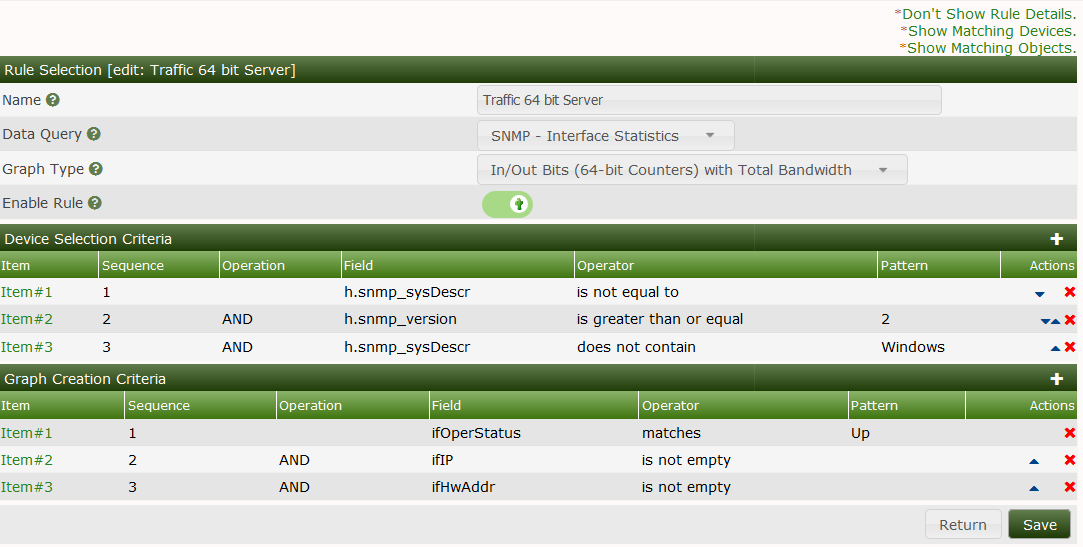 *Don't Show Rule Details.
*Show Matching Devices.
*Show Matching Objects.
Rule Selection [edit: Traffic 64 bit Server]
Name ? Traffic 64 bit Server
Data Query ? SNMP - Interface Statistics
Graph Type ? In/Out Bits (64-bit Counters) with Total Bandwidth
Enable Rule ?
Device Selection Criteria
Item Sequence Operation Field Operator Pattern Actions
Item#1 1 h.snmp_sysDescr is not equal to
Item#2 2 AND h.snmp_version is greater than or equal 2
Item#3 3 AND h.snmp_sysDescr does not contain Windows
Graph Creation Criteria
Item Sequence Operation Field Operator Pattern Actions
Item#1 1 ifOperStatus matches Up
Item#2 2 AND ifIP is not empty
Item#3 3 AND ifHwAddr is not empty
Return Save